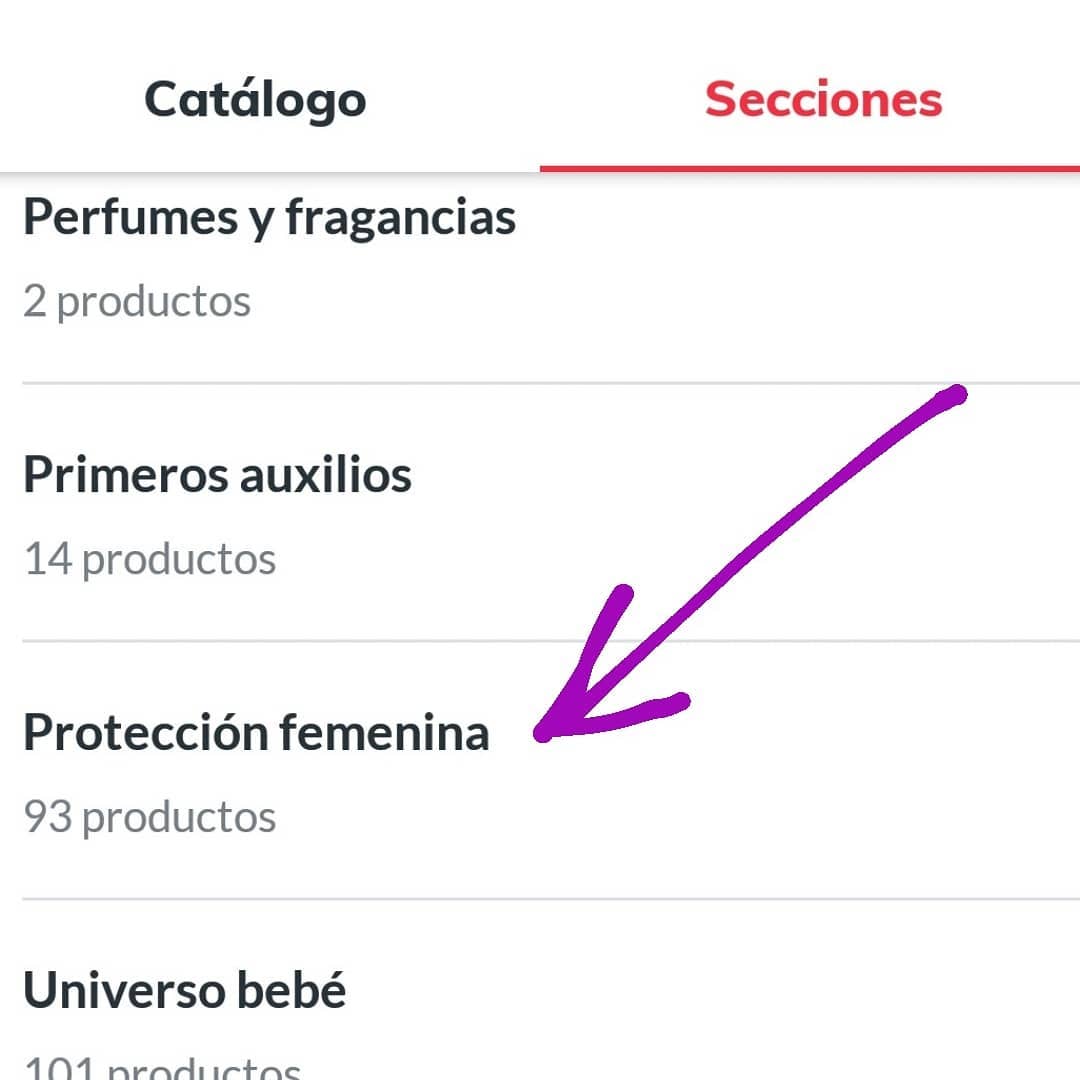 Catálogo
Secciones
Perfumes y fragancias
2 productos
Primeros auxilios
14 productos
Protección femenina
93 productos
Universo bebé
101 productos